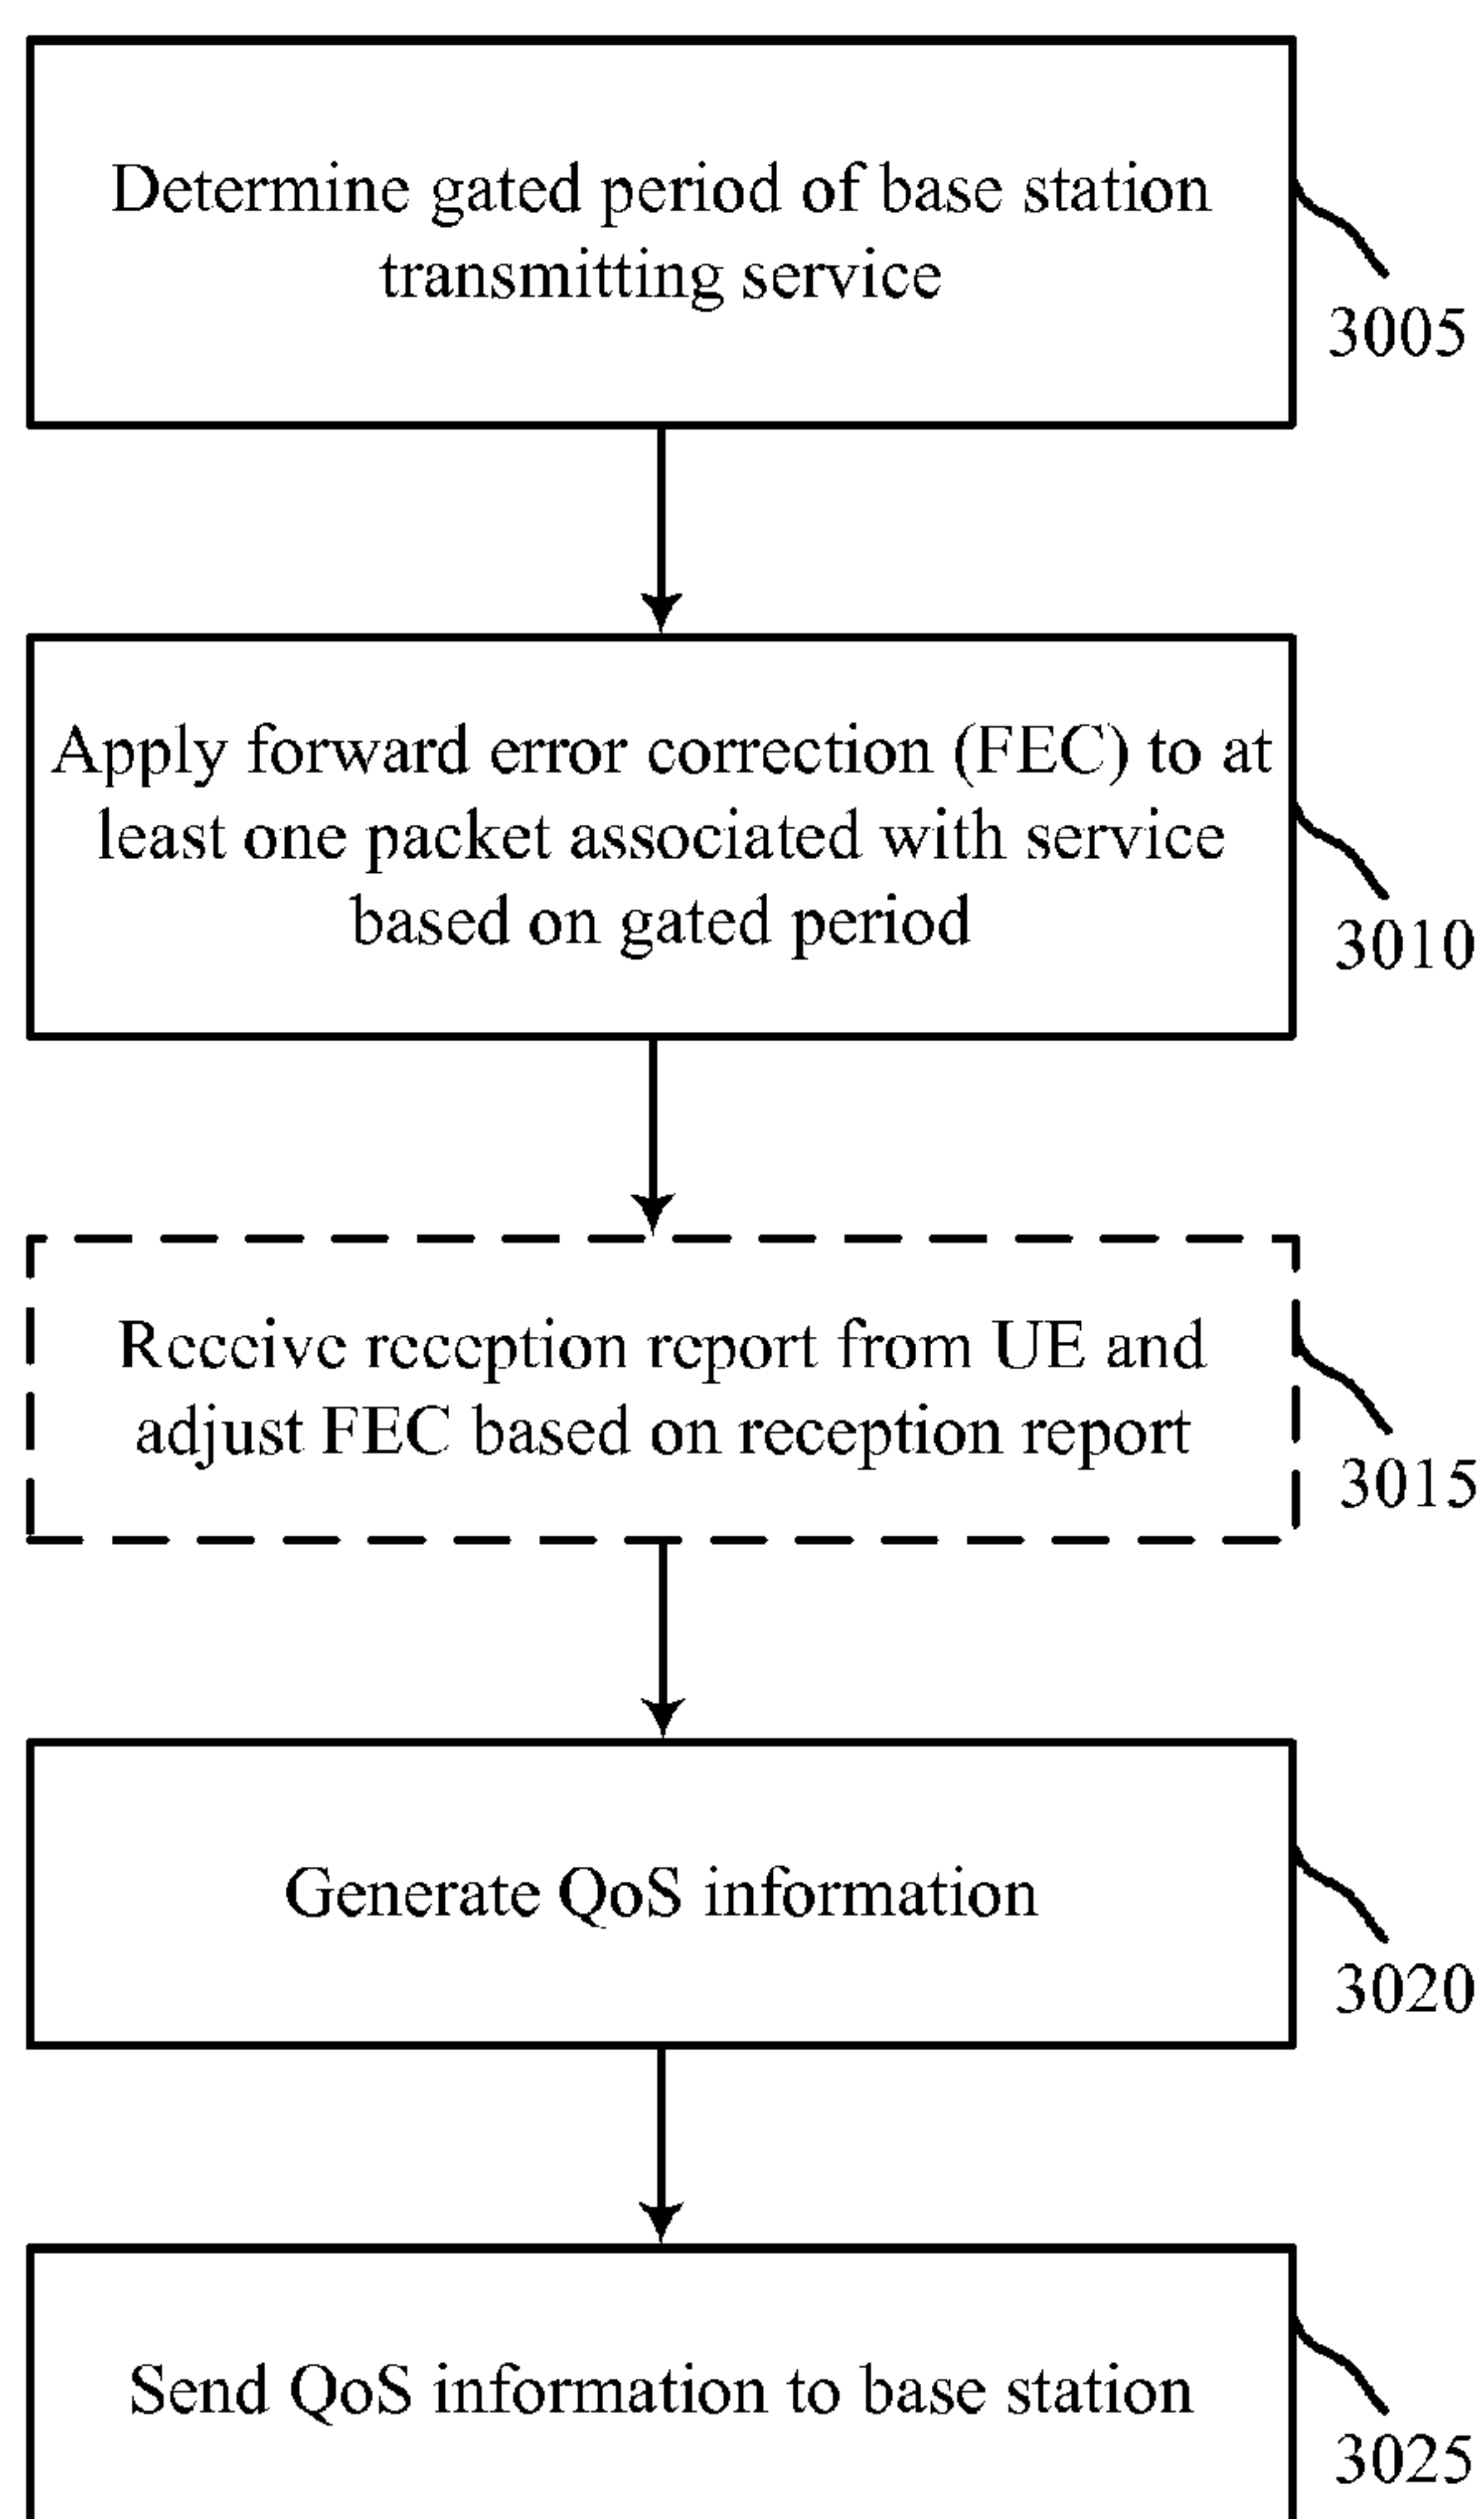 Determine gated period of base station
transmitting service
3005
Apply forward error correction (FEC) to at
least one packet associated with service
based on gated period
3010
Receive reception report from UE and
adjust FEC based on reception report
3015
Generate QoS information
3020
Send QoS information to base station
3025